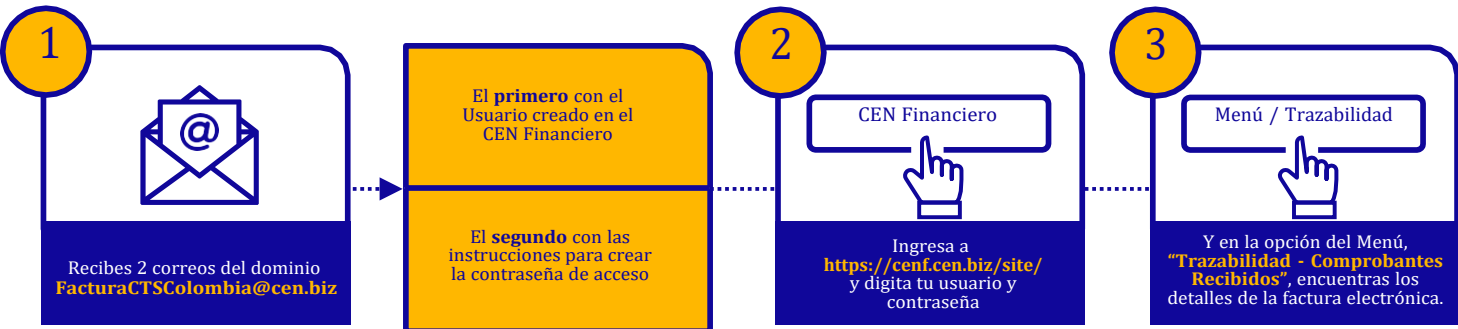 1
@
Recibes 2 correos del dominio
FacturaCTSColombia@cen.biz
El primero con el
Usuario creado en el
CEN Financiero
El segundo con las
instrucciones para crear
la contraseña de acceso
2
CEN Financiero
Ingresa a
https://cenf.cen.biz/site/
y digita tu usuario y
contraseña
3
Menú / Trazabilidad
Y en la opción del Menú,
“Trazabilidad - Comprobantes
Recibidos”, encuentras los
detalles de la factura electrónica.